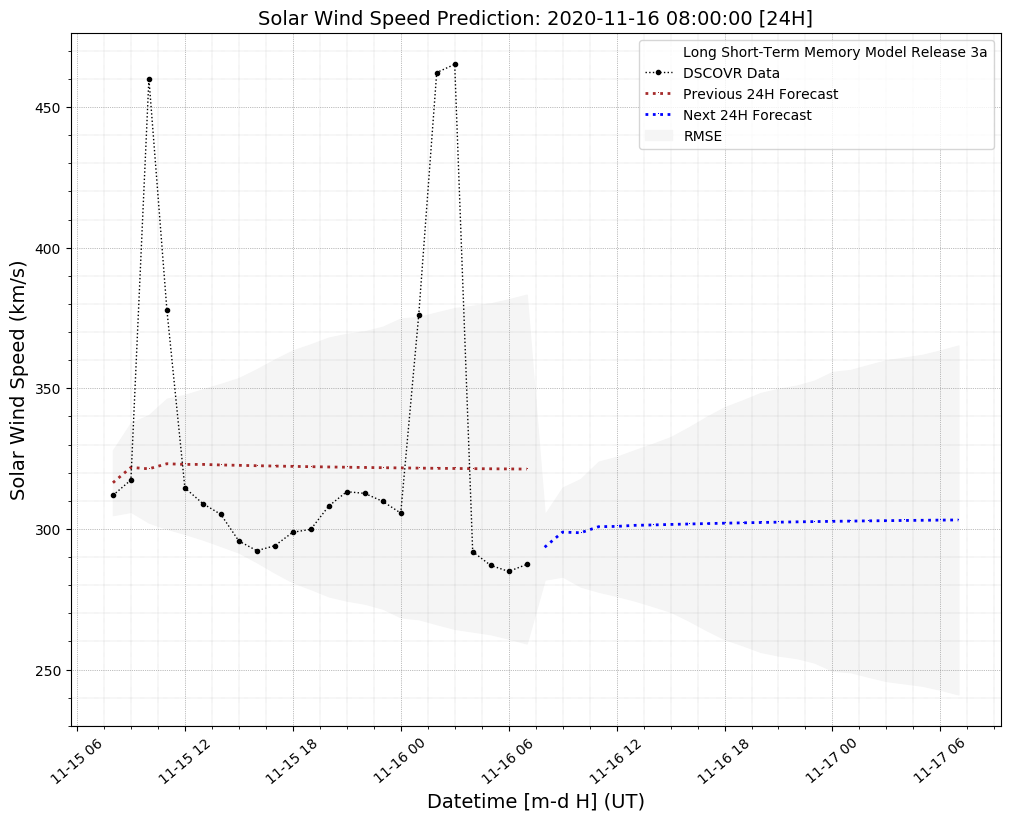 Solar Wind Speed Prediction: 2020-11-16 08:00:00 [24H]
Long Short-Term Memory Model Release 3a
DSCOVR Data
Previous 24H Forecast
Next 24H Forecast
RMSE
Solar Wind Speed (km/s)
450
400
350
300
250
11-15 06
11-15 12
11-15 18
11-16 00
11-16 06
11-16 12
11-16 18
11-17 00
11-17 06
Datetime [m-d H] (UT)